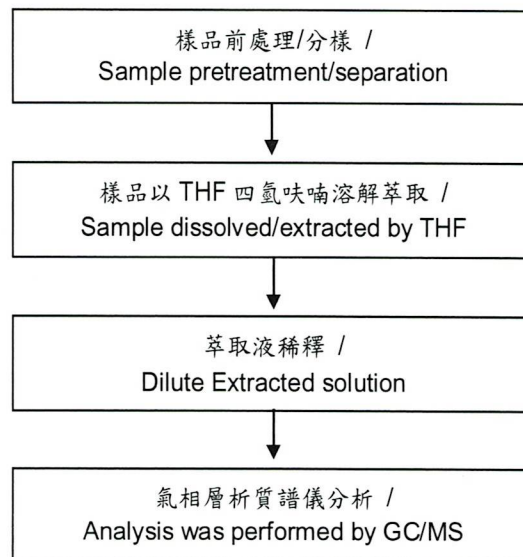 樣品前處理/分樣 /
Sample pretreatment/separation
樣品以 THF 四氫呋喃溶解萃取 /
Sample dissolved/extracted by THF
萃取液稀釋 /
Dilute Extracted solution
氣相層析質譜儀分析 /
Analysis was performed by GC/MS